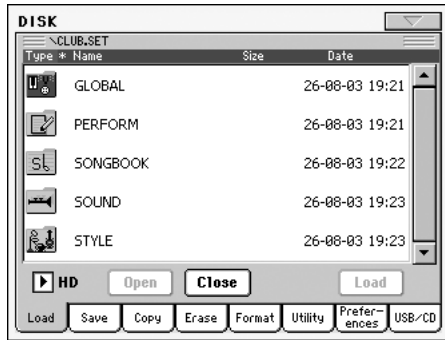 DISK
\CLUB.SET
Type * Name Size Date
GLOBAL 26-08-03 19:21
PERFORM 26-08-03 19:21
SL SONGBOOK 26-08-03 19:22
SOUND 26-08-03 19:23
STYLE 26-08-03 19:23
HD Open Close Load
Load Save Copy Erase Format Utility Prefer-ences USB/CD